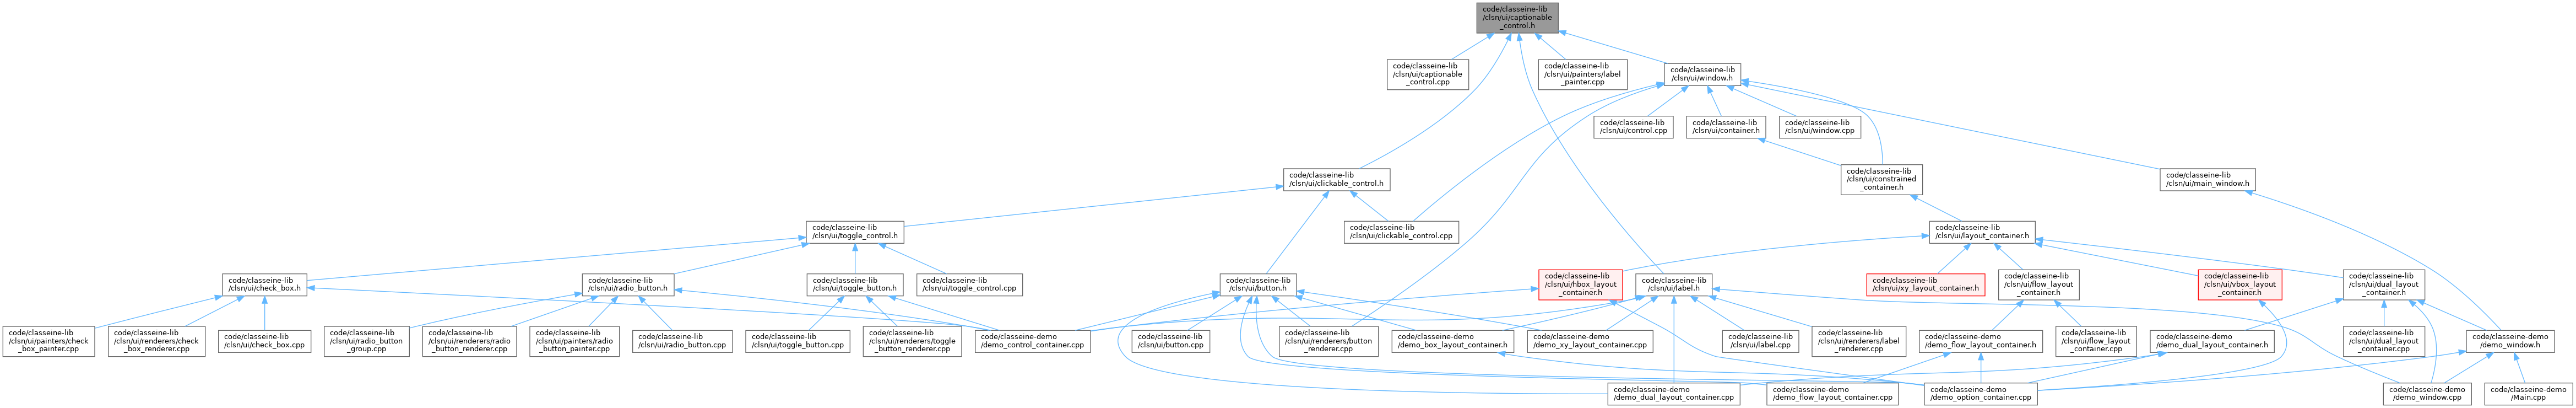 code/classeine-lib
/clsn/ui/captionable
_control.h
code/classeine-lib
/clsn/ui/captionable
_control.cpp
code/classeine-lib
/clsn/ui/painters/label
_painter.cpp
code/classeine-lib
/clsn/ui/window.h
code/classeine-lib
/clsn/ui/control.cpp
code/classeine-lib
/clsn/ui/container.h
code/classeine-lib
/clsn/ui/window.cpp
code/classeine-lib
/clsn/ui/clickable_control.h
code/classeine-lib
/clsn/ui/constrained
_container.h
code/classeine-lib
/clsn/ui/main_window.h
code/classeine-lib
/clsn/ui/toggle_control.h
code/classeine-lib
/clsn/ui/clickable_control.cpp
code/classeine-lib
/clsn/ui/layout_container.h
code/classeine-lib
/clsn/ui/check_box.h
code/classeine-lib
/clsn/ui/radio_button.h
code/classeine-lib
/clsn/ui/toggle_button.h
code/classeine-lib
/clsn/ui/toggle_control.cpp
code/classeine-lib
/clsn/ui/button.h
code/classeine-lib
/clsn/ui/hbox_layout
_container.h
code/classeine-lib
/clsn/ui/label.h
code/classeine-lib
/clsn/ui/xy_layout_container.h
code/classeine-lib
/clsn/ui/flow_layout
_container.h
code/classeine-lib
/clsn/ui/vbox_layout
_container.h
code/classeine-lib
/clsn/ui/dual_layout
_container.h
code/classeine-lib
/clsn/ui/painters/check
_box_painter.cpp
code/classeine-lib
/clsn/ui/renderers/check
_box_renderer.cpp
code/classeine-lib
/clsn/ui/check_box.cpp
code/classeine-lib
/clsn/ui/radio_button
_group.cpp
code/classeine-lib
/clsn/ui/renderers/radio
_button_renderer.cpp
code/classeine-lib
/clsn/ui/painters/radio
_button_painter.cpp
code/classeine-lib
/clsn/ui/radio_button.cpp
code/classeine-lib
/clsn/ui/toggle_button.cpp
code/classeine-lib
/clsn/ui/renderers/toggle
_button_renderer.cpp
code/classeine-demo
/demo_control_container.cpp
code/classeine-lib
/clsn/ui/button.cpp
code/classeine-lib
/clsn/ui/renderers/button
_renderer.cpp
code/classeine-demo
/demo_box_layout_container.h
code/classeine-demo
/demo_xy_layout_container.cpp
code/classeine-lib
/clsn/ui/label.cpp
code/classeine-lib
/clsn/ui/renderers/label
_renderer.cpp
code/classeine-demo
/demo_flow_layout_container.h
code/classeine-lib
/clsn/ui/flow_layout
_container.cpp
code/classeine-demo
/demo_dual_layout_container.h
code/classeine-lib
/clsn/ui/dual_layout
_container.cpp
code/classeine-demo
/demo_window.h
code/classeine-demo
/demo_dual_layout_container.cpp
code/classeine-demo
/demo_flow_layout_container.cpp
code/classeine-demo
/demo_option_container.cpp
code/classeine-demo
/demo_window.cpp
code/classeine-demo
/Main.cpp